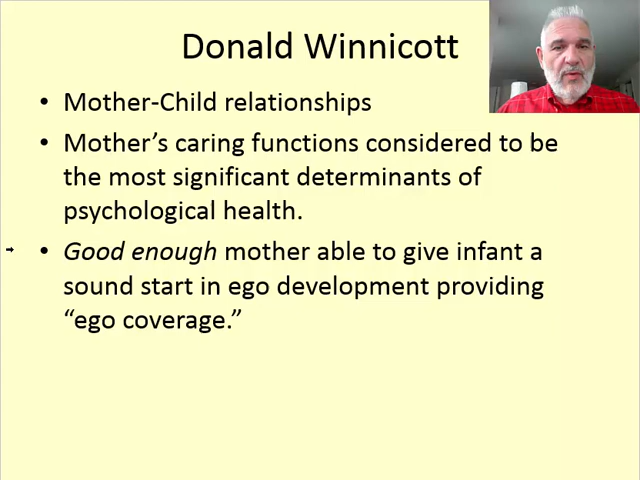 Donald Winnicott
• Mother-Child relationships
• Mother’s caring functions considered to be
the most significant determinants of
psychological health.
• Good enough mother able to give infant a
sound start in ego development providing
“ego coverage.”